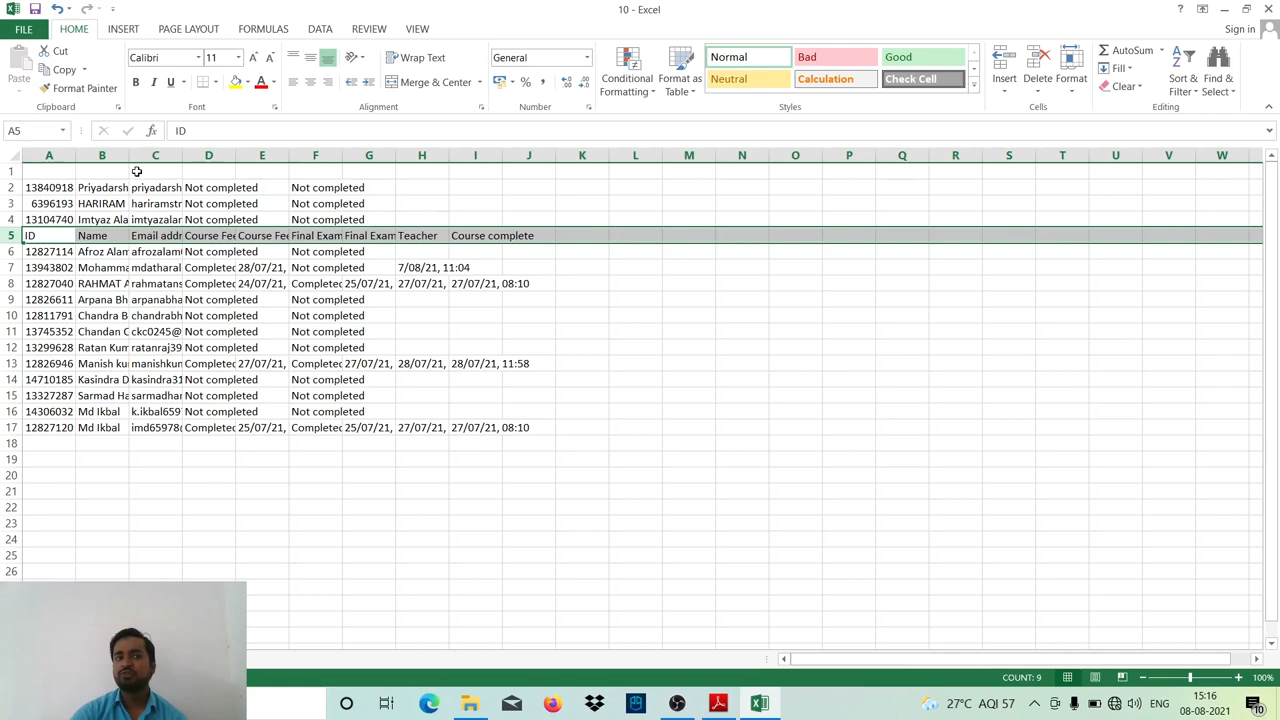 10 - Excel
?
FILE HOME INSERT PAGE LAYOUT FORMULAS DATA REVIEW VIEW Sign in
Paste Cut Copy Format Painter
Calibri 11
B I U
Wrap Text
Merge & Center
General
%
Conditional Formatting
Format as Table
Normal Bad Good
Neutral Calculation Check Cell
Insert Delete Format
AutoSum
Fill
Clear
Sort & Filter
Find & Select
Clipboard Font Alignment Number Styles Cells Editing
A5 fx ID
A B C D E F G H I J K L M N O P Q R S T U V W
1
2 13840918 Priyadarsh priyadarsh Not completed Not completed
3 6396193 HARIRAM hariramstr Not completed Not completed
4 13104740 Imtyaz Ala imtyazalar Not completed Not completed
5 ID Name Email addr Course Fee Course Fee Final Exam Final Exam Teacher Course complete
6 12827114 Afroz Alam afrozalam Not completed Not completed
7 13943802 Mohamma mdatharal Completed 28/07/21, Not completed 7/08/21, 11:04
8 12827040 RAHMAT A rahmatans Completed 24/07/21, Completed 25/07/21, 27/07/21, 27/07/21, 08:10
9 12826611 Arpana Bh arpanabha Not completed Not completed
10 12811791 Chandra B chandrabh Not completed Not completed
11 13745352 Chandan C ckc0245@ Not completed Not completed
12 13299628 Ratan Kum ratanraj39 Not completed Not completed
13 12826946 Manish ku manishkun Completed 27/07/21, Completed 27/07/21, 28/07/21, 28/07/21, 11:58
14 14710185 Kasindra D kasindra31 Not completed Not completed
15 13327287 Sarmad Ha sarmadhar Not completed Not completed
16 14306032 Md Ikbal k.ikbal659 Not completed Not completed
17 12827120 Md Ikbal imd65978 Completed 25/07/21, Completed 25/07/21, 27/07/21, 27/07/21, 08:10
18
19
20
21
22
23
24
25
26
COUNT: 9 100%
27°C AQI 57 ENG 15:16
08-08-2021
10